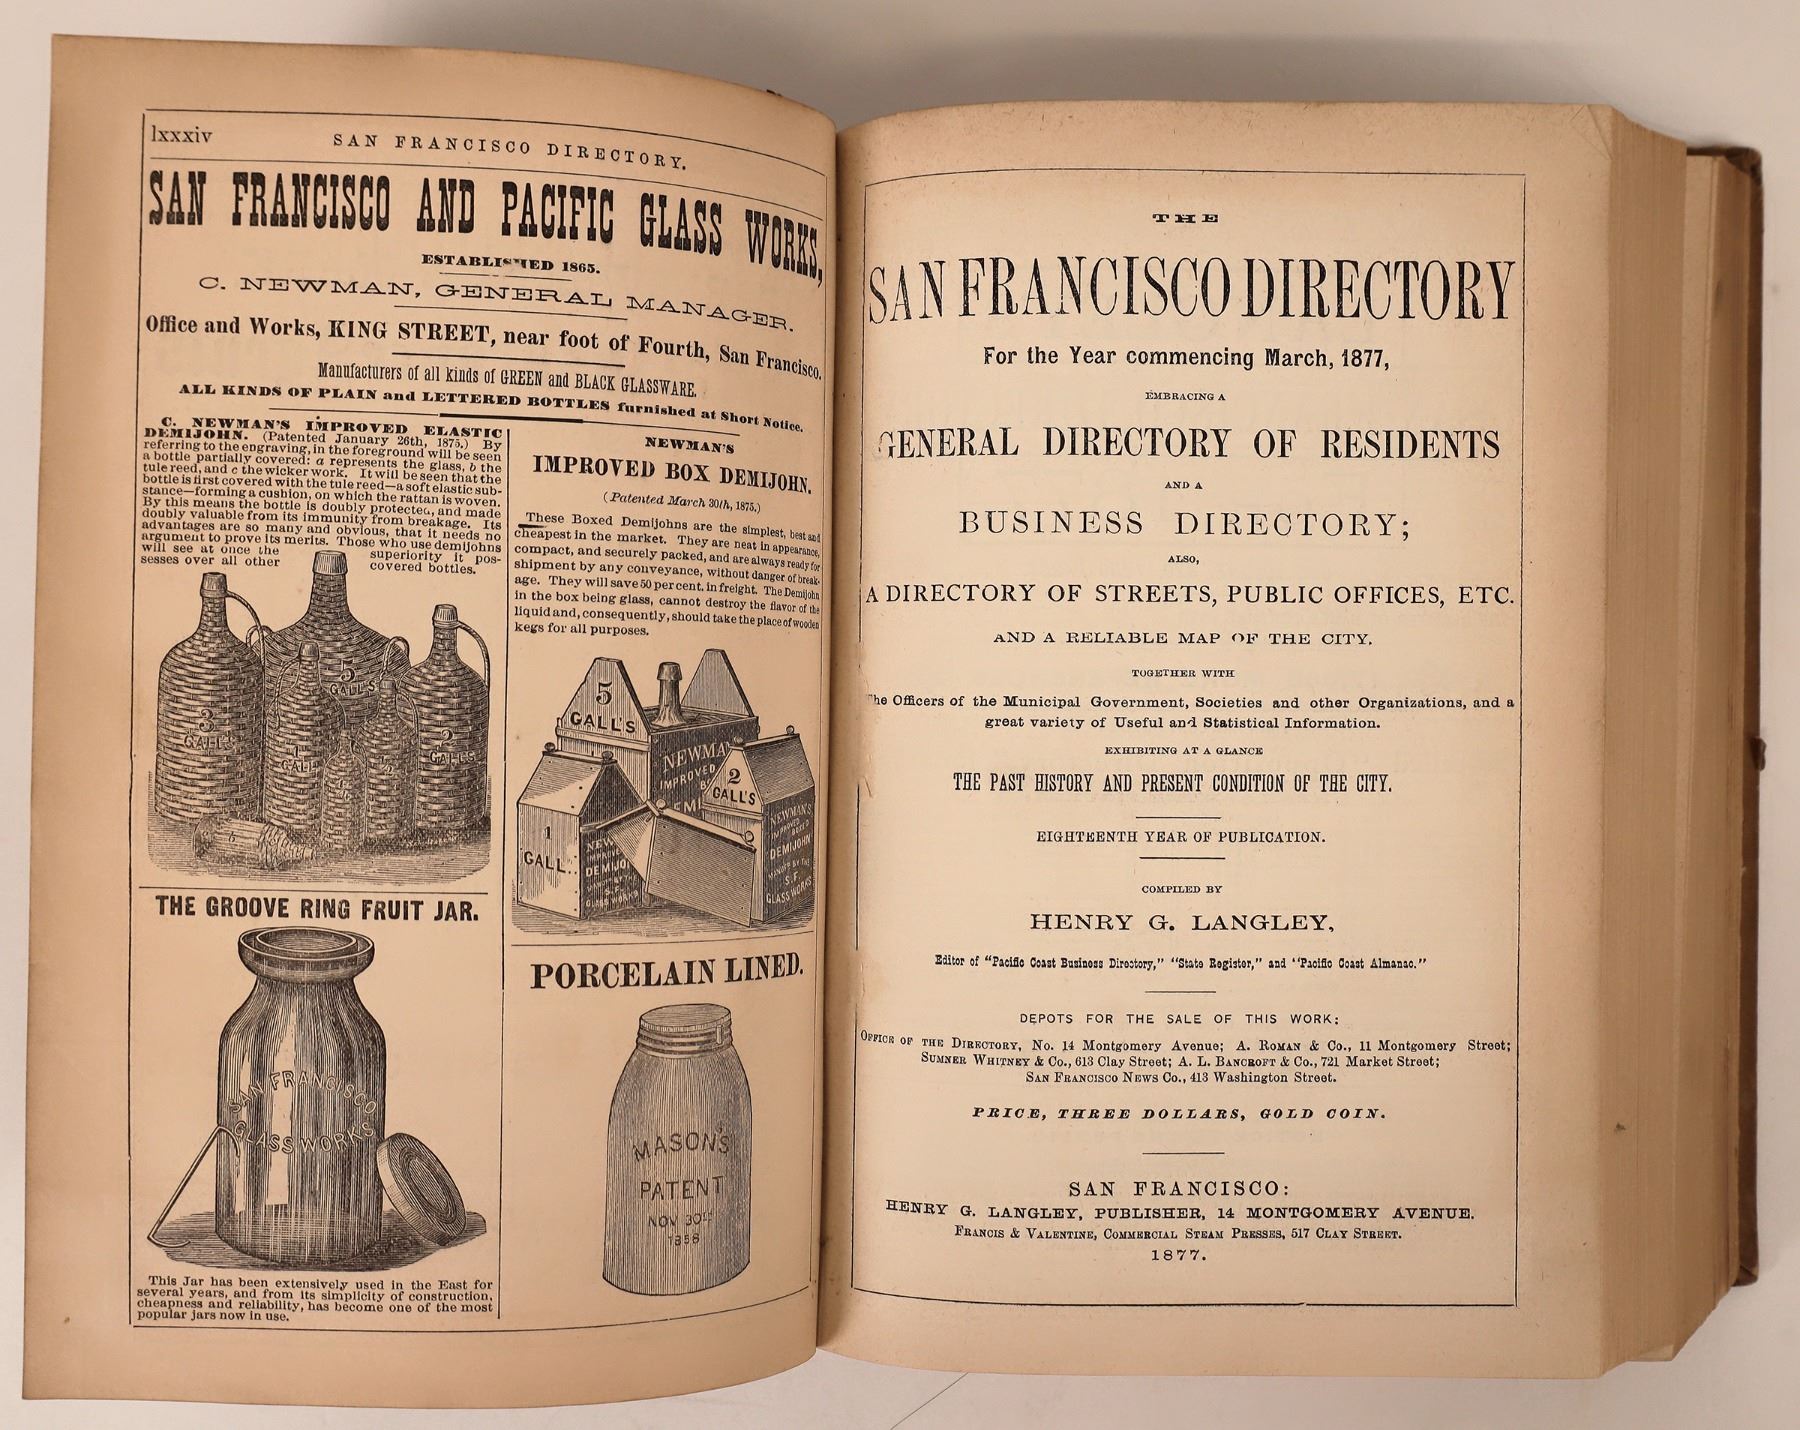 lxxxiv
SAN FRANCISCO DIRECTORY.
SAN FRANCISCO AND PACIFIC GLASS WORKS,
ESTABLISHED 1865.
C. NEWMAN, GENERAL MANAGER.
Office and Works, KING STREET, near foot of Fourth, San Francisco.
Manufacturers of all kinds of GREEN and BLACK GLASSWARE.
ALL KINDS OF PLAIN and LETTERED BOTTLES furnished at Short Notice.
C. NEWMAN'S IMPROVED ELASTIC
DEMIJOHN. (Patented January 26th, 1875.) By
referring to the engraving, in the foreground will be seen
a bottle partially covered: a represents the glass, b the
tule reed, and c the wicker work. It will be seen that the
bottle is first covered with the tule reed—a soft elastic sub-
stance—forming a cushion, on which the rattan is woven.
By this means the bottle is doubly protected, and made
doubly valuable from its immunity from breakage. Its
advantages are so many and obvious, that it needs no
argument to prove its merits. Those who use demijohns
will see at once the superiority it pos-
sesses over all other covered bottles.
3
GALL'S
5
GALL'S
1
GALL
½
2
GALL'S
b
THE GROOVE RING FRUIT JAR.
SAN FRANCISCO
GLASS WORKS
This Jar has been extensively used in the East for
several years, and from its simplicity of construction,
cheapness and reliability, has become one of the most
popular jars now in use.
NEWMAN'S
IMPROVED BOX DEMIJOHN.
(Patented March 30th, 1875.)
These Boxed Demijohns are the simplest, best and
cheapest in the market. They are neat in appearance,
compact, and securely packed, and are always ready for
shipment by any conveyance, without danger of break-
age. They will save 50 per cent. in freight. The Demijohn
in the box being glass, cannot destroy the flavor of the
liquid and, consequently, should take the place of wooden
kegs for all purposes.
5
GALL'S
NEWMA
IMPROVED
2
GALL'S
1
GALL..
NEWMAN'S
IMPROVED
BOXED
DEMIJOHN
MANUF'D BY THE
S.F.
GLASS WORKS
PORCELAIN LINED.
MASON'S
PATENT
NOV 30TH
1858
THE
SAN FRANCISCO DIRECTORY
For the Year commencing March, 1877,
EMBRACING A
GENERAL DIRECTORY OF RESIDENTS
AND A
BUSINESS DIRECTORY;
ALSO,
A DIRECTORY OF STREETS, PUBLIC OFFICES, ETC.
AND A RELIABLE MAP OF THE CITY.
TOGETHER WITH
The Officers of the Municipal Government, Societies and other Organizations, and a
great variety of Useful and Statistical Information.
EXHIBITING AT A GLANCE
THE PAST HISTORY AND PRESENT CONDITION OF THE CITY.
EIGHTEENTH YEAR OF PUBLICATION.
COMPILED BY
HENRY G. LANGLEY,
Editor of "Pacific Coast Business Directory," "State Register," and "Pacific Coast Almanac."
DEPOTS FOR THE SALE OF THIS WORK:
OFFICE OF THE DIRECTORY, No. 14 Montgomery Avenue; A. ROMAN & Co., 11 Montgomery Street;
SUMNER WHITNEY & Co., 613 Clay Street; A. L. BANCROFT & Co., 721 Market Street;
SAN FRANCISCO NEWS Co., 413 Washington Street.
PRICE, THREE DOLLARS, GOLD COIN.
SAN FRANCISCO:
HENRY G. LANGLEY, PUBLISHER, 14 MONTGOMERY AVENUE.
FRANCIS & VALENTINE, COMMERCIAL STEAM PRESSES, 517 CLAY STREET.
1877.